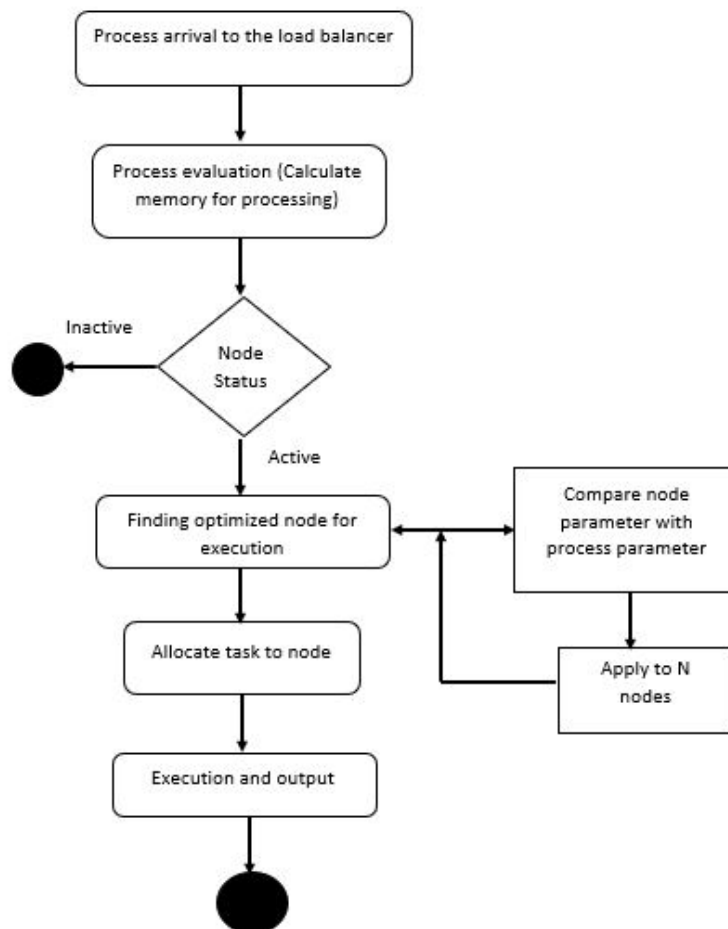 Process arrival to the load balancer
Process evaluation (Calculate
memory for processing)
Inactive
Node
Status
Active
Finding optimized node for
execution
Compare node
parameter with
process parameter
Allocate task to node
Apply to N
nodes
Execution and output